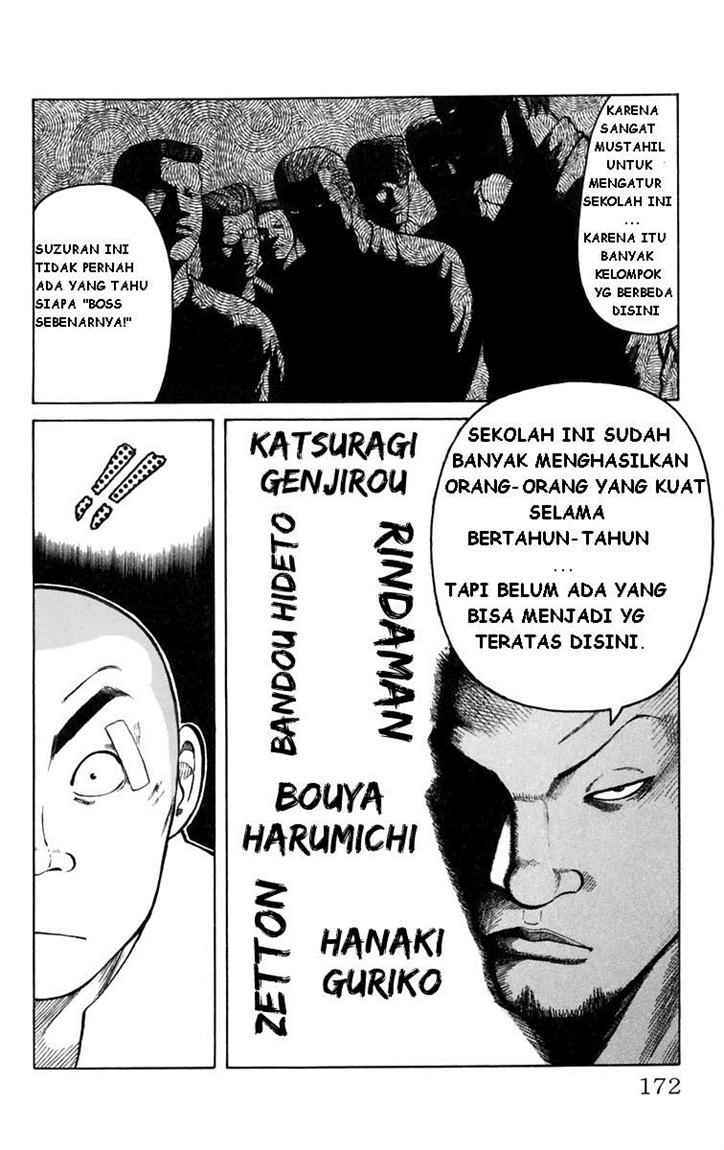 KARENA
SANGAT
MUSTAHIL
UNTUK
MENGATUR
SEKOLAH INI
...
KARENA ITU
BANYAK
KELOMPOK
YG BERBEDA
DISINI
SUZURAN INI
TIDAK PERNAH
ADA YANG TAHU
SIAPA "BOSS
SEBENARNYA!"
SEKOLAH INI SUDAH
BANYAK MENGHASILKAN
ORANG-ORANG YANG KUAT
SELAMA
BERTAHUN-TAHUN
...
TAPI BELUM ADA YANG
BISA MENJADI YG
TERATAS DISINI.
KATSURAGI
GENJIROU
RINDAMAN
BANDOU HIDETO
BOUYA
HARUMICHI
ZETTON
HANAKI
GURIKO
!!
172